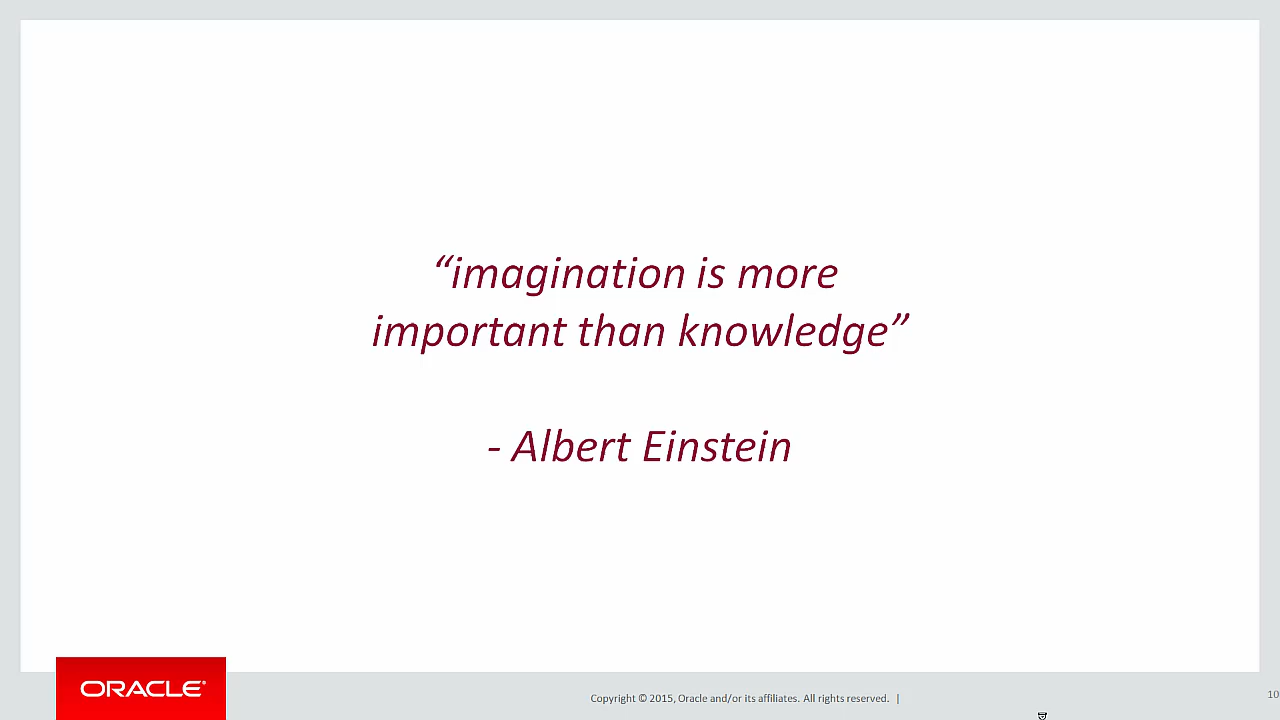 “imagination is more
important than knowledge”
- Albert Einstein
ORACLE®
Copyright © 2015, Oracle and/or its affiliates. All rights reserved. |
10